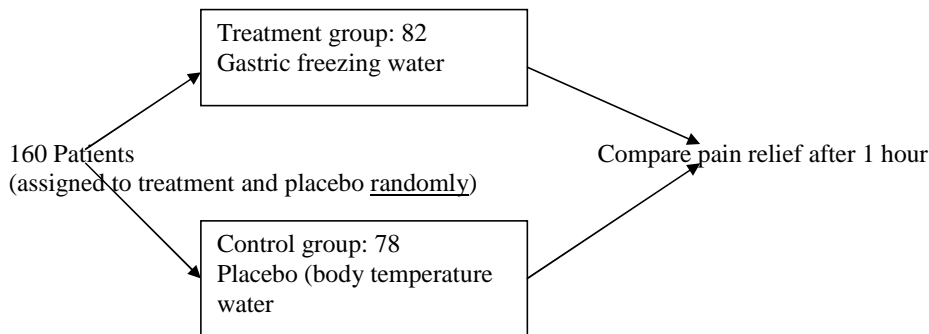 Treatment group: 82
Gastric freezing water
160 Patients
(assigned to treatment and placebo randomly)
Compare pain relief after 1 hour
Control group: 78
Placebo (body temperature
water